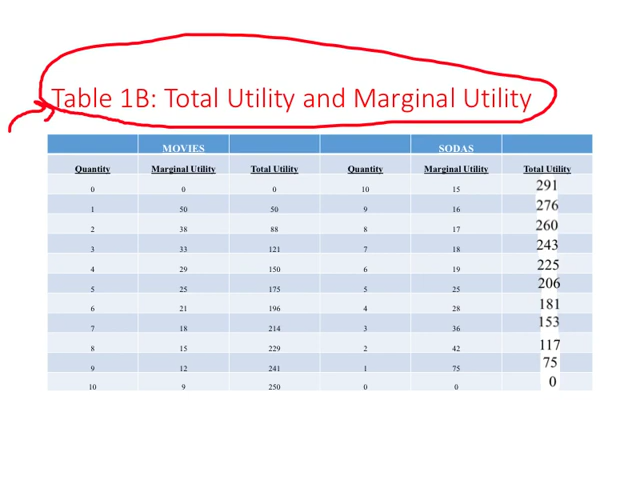 Table 1B: Total Utility and Marginal Utility
MOVIES SODAS
Quantity Marginal Utility Total Utility Quantity Marginal Utility Total Utility
0 0 0 10 15 291
1 50 50 9 16 276
2 38 88 8 17 260
3 33 121 7 18 243
4 29 150 6 19 225
5 25 175 5 25 206
6 21 196 4 28 181
7 18 214 3 36 153
8 15 229 2 42 117
9 12 241 1 75 75
10 9 250 0 0 0